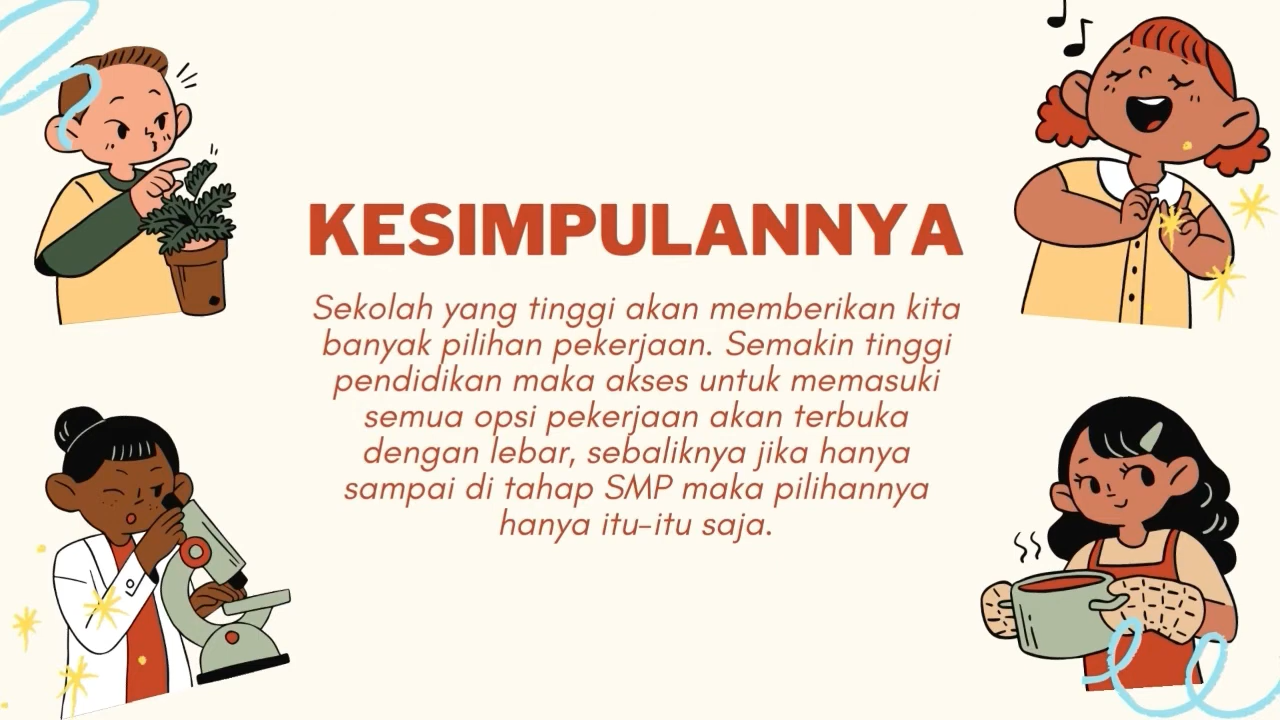 KESIMPULANNYA
Sekolah yang tinggi akan memberikan kita
banyak pilihan pekerjaan. Semakin tinggi
pendidikan maka akses untuk memasuki
semua opsi pekerjaan akan terbuka
dengan lebar, sebaliknya jika hanya
sampai di tahap SMP maka pilihannya
hanya itu-itu saja.